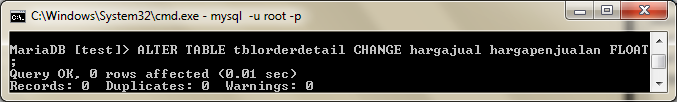 C:\Windows\System32\cmd.exe - mysql -u root -p
MariaDB [test]> ALTER TABLE tblorderdetail CHANGE hargajual hargapenjualan FLOAT
;
Query OK, 0 rows affected (0.01 sec)
Records: 0  Duplicates: 0  Warnings: 0